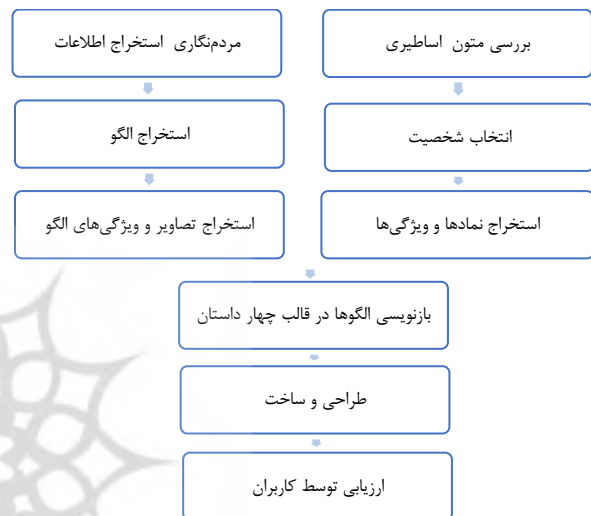 بررسی متون اساطیری
مردم‌نگاری استخراج اطلاعات
انتخاب شخصیت
استخراج الگو
استخراج نمادها و ویژگی‌ها
استخراج تصاویر و ویژگی‌های الگو
بازنویسی الگوها در قالب چهار داستان
طراحی و ساخت
ارزیابی توسط کاربران